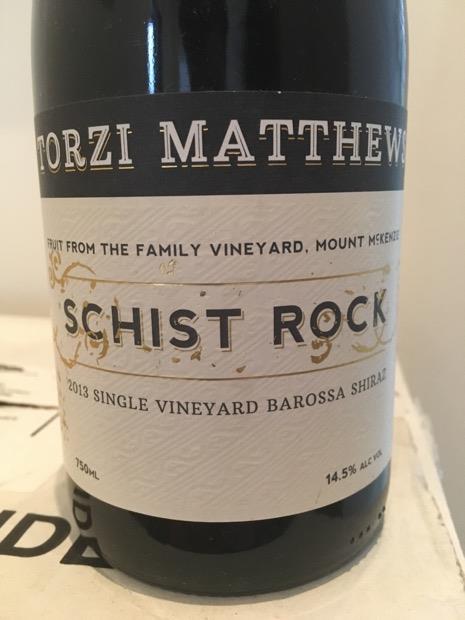 TORZI MATTHEWS
FRUIT FROM THE FAMILY VINEYARD, MOUNT McKENZIE
SCHIST ROCK
2013 SINGLE VINEYARD BAROSSA SHIRAZ
750ML
14.5% ALC VOL